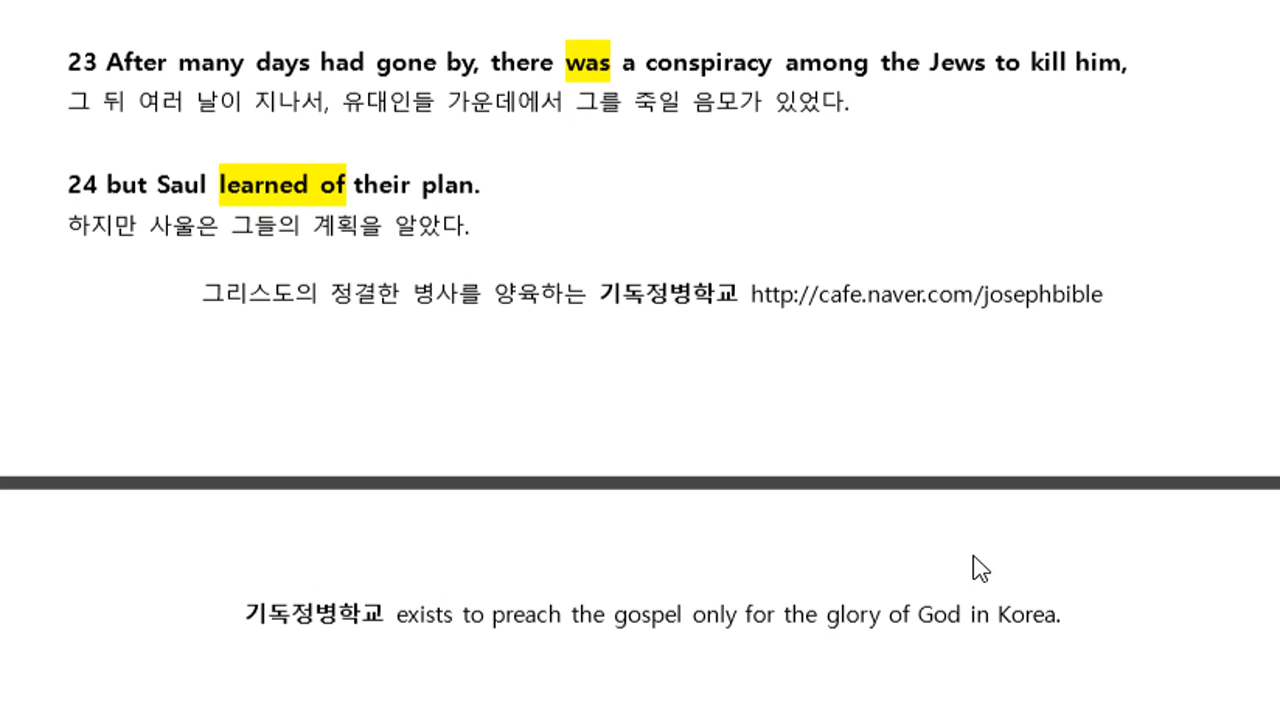 23 After many days had gone by, there was a conspiracy among the Jews to kill him,
그 뒤 여러 날이 지나서, 유대인들 가운데에서 그를 죽일 음모가 있었다.
24 but Saul learned of their plan.
하지만 사울은 그들의 계획을 알았다.
그리스도의 정결한 병사를 양육하는 기독정병학교 http://cafe.naver.com/josephbible
기독정병학교 exists to preach the gospel only for the glory of God in Korea.